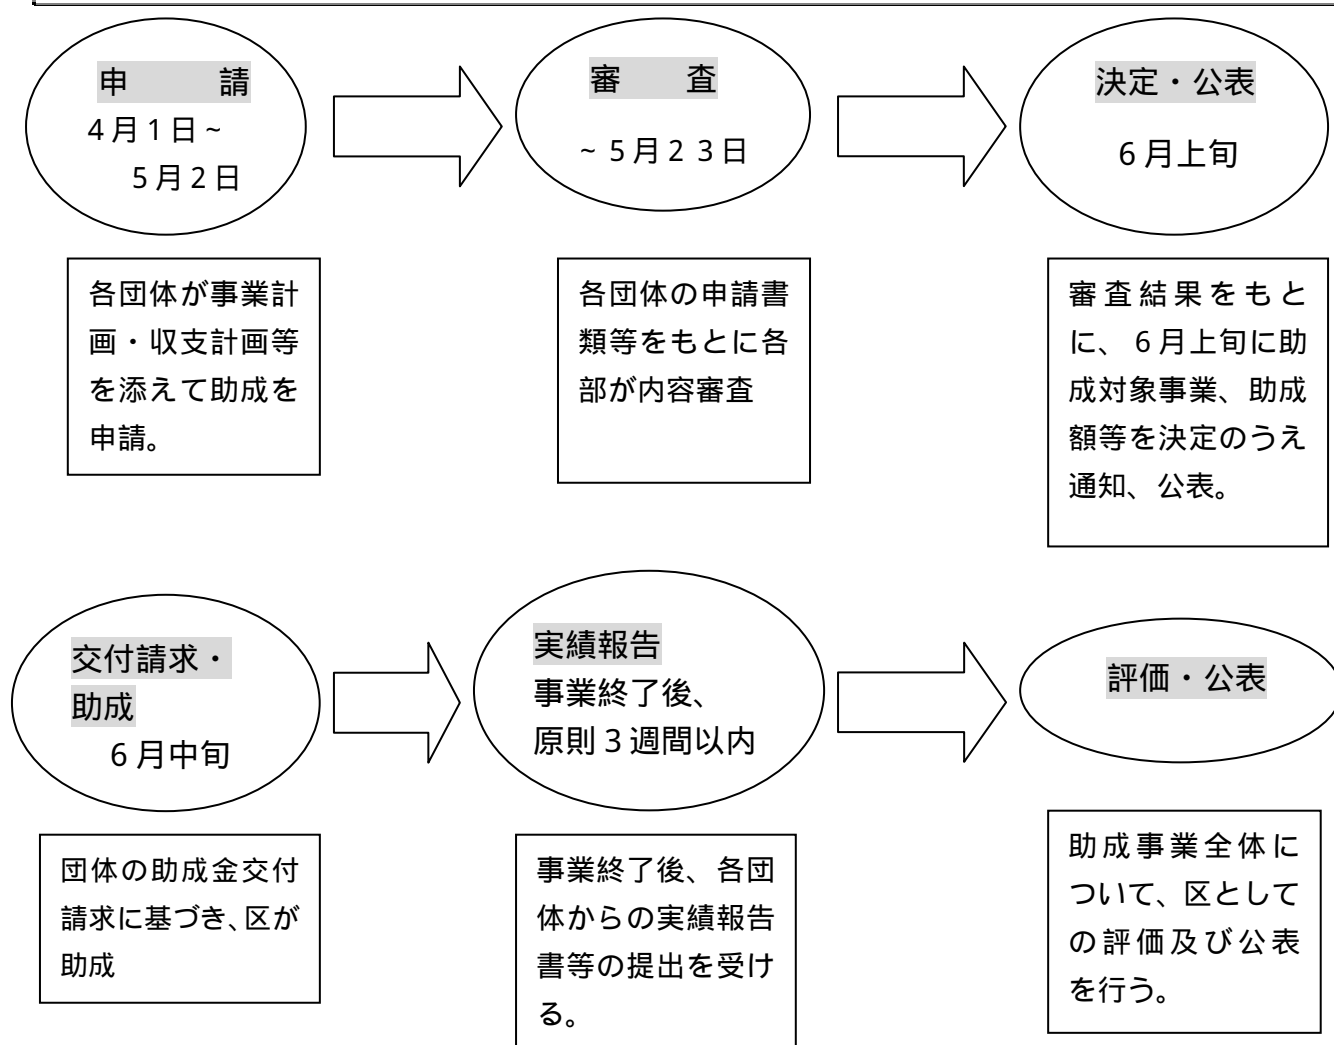 申　請
4月1日~
5月2日
審　査
~5月23日
決定・公表
6月上旬
各団体が事業計
画・収支計画等
を添えて助成を
申請。
各団体の申請書
類等をもとに各
部が内容審査
審査結果をもと
に、6月上旬に助
成対象事業、助成
額等を決定のうえ
通知、公表。
交付請求・
助成
6月中旬
実績報告
事業終了後、
原則3週間以内
評価・公表
団体の助成金交付
請求に基づき、区が
助成
事業終了後、各団
体からの実績報告
書等の提出を受け
る。
助成事業全体に
ついて、区として
の評価及び公表
を行う。